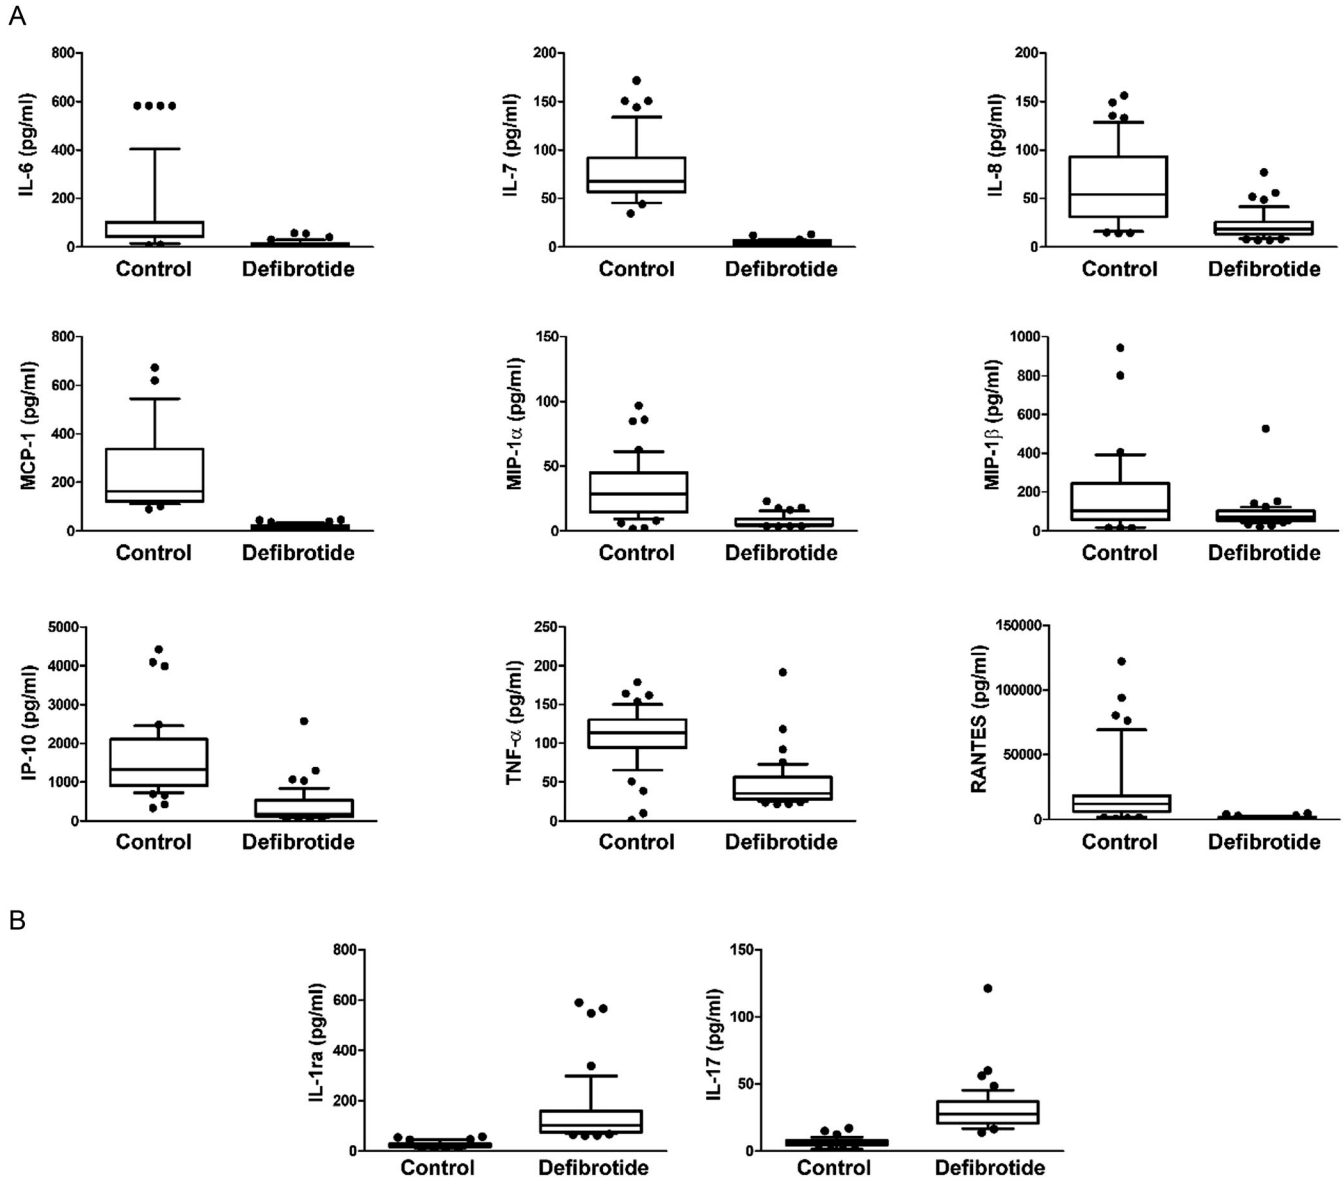 A
IL-6 (pg/ml)
800
600
400
200
0
Control Defibrotide
IL-7 (pg/ml)
200
150
100
50
0
Control Defibrotide
IL-8 (pg/ml)
200
150
100
50
0
Control Defibrotide
MCP-1 (pg/ml)
800
600
400
200
0
Control Defibrotide
MIP-1α (pg/ml)
150
100
50
0
Control Defibrotide
MIP-1β (pg/ml)
1000
800
600
400
200
0
Control Defibrotide
IP-10 (pg/ml)
5000
4000
3000
2000
1000
0
Control Defibrotide
TNF-α (pg/ml)
250
200
150
100
50
0
Control Defibrotide
RANTES (pg/ml)
150000
100000
50000
0
Control Defibrotide
B
IL-1ra (pg/ml)
800
600
400
200
0
Control Defibrotide
IL-17 (pg/ml)
150
100
50
0
Control Defibrotide